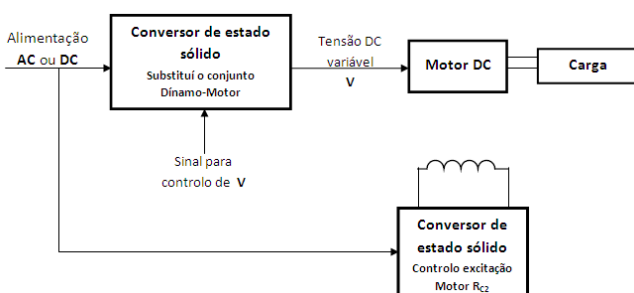 Alimentação
AC ou DC
Conversor de estado
sólido
Substituí o conjunto
Dínamo-Motor
Tensão DC
variável
V
Motor DC
Carga
Sinal para
controlo de V
Conversor de
estado sólido
Controlo excitação
Motor RC2